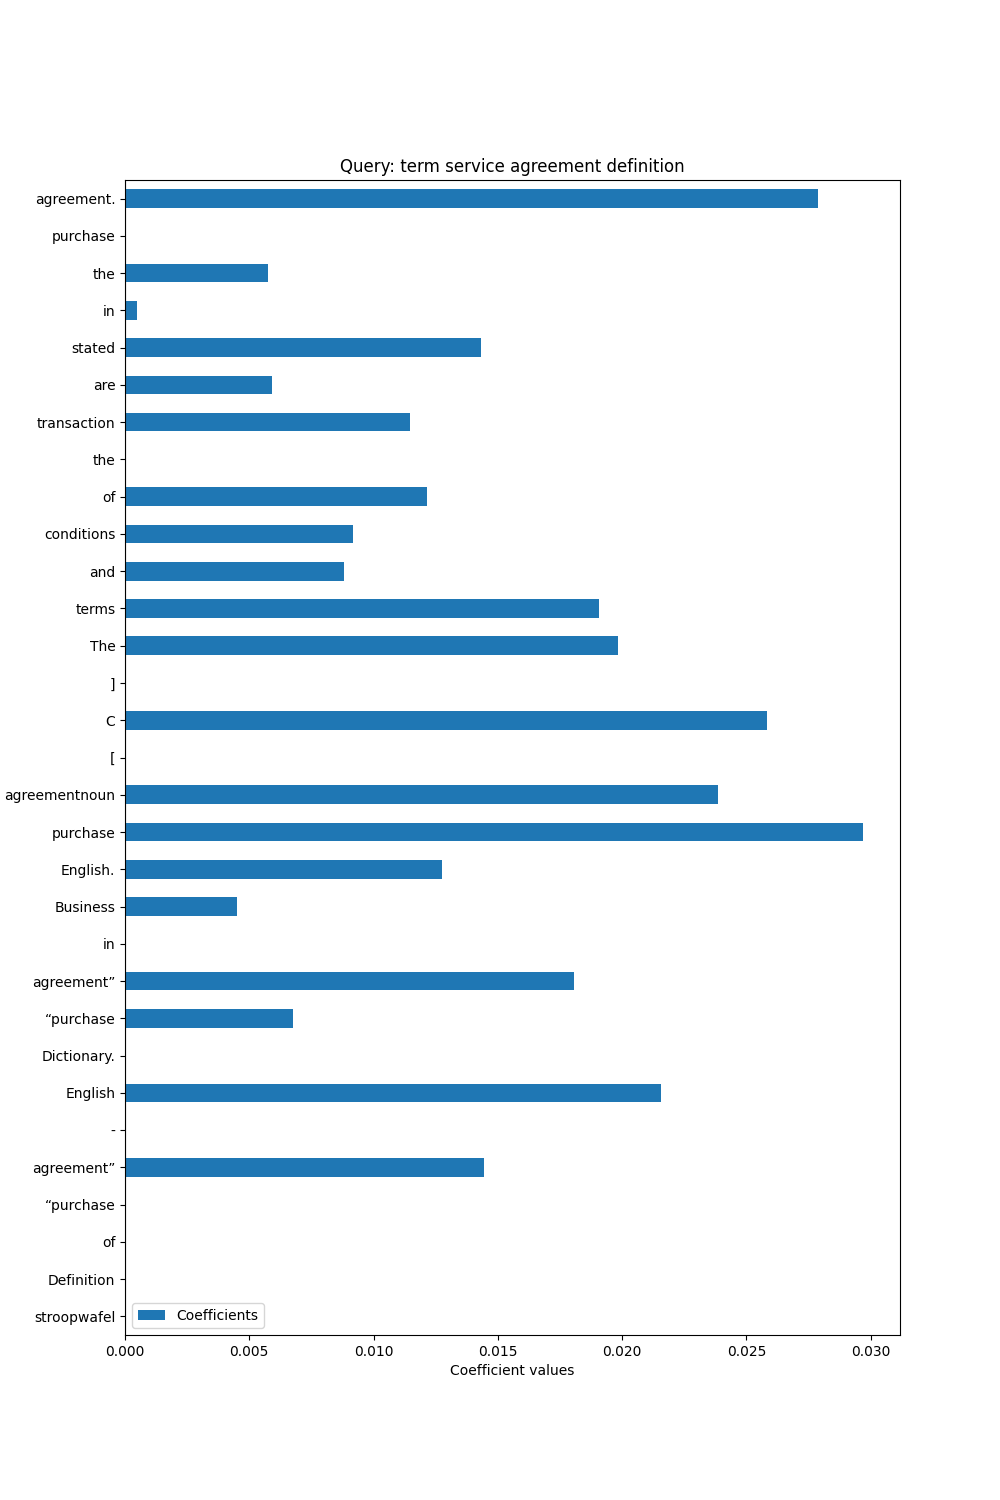 Query: term service agreement definition
agreement.
purchase
the
in
stated
are
transaction
the
of
conditions
and
terms
The
]
C
[
agreementnoun
purchase
English.
Business
in
agreement”
“purchase
Dictionary.
English
-
agreement”
“purchase
of
Definition
stroopwafel
Coefficients
0.000 0.005 0.010 0.015 0.020 0.025 0.030
Coefficient values